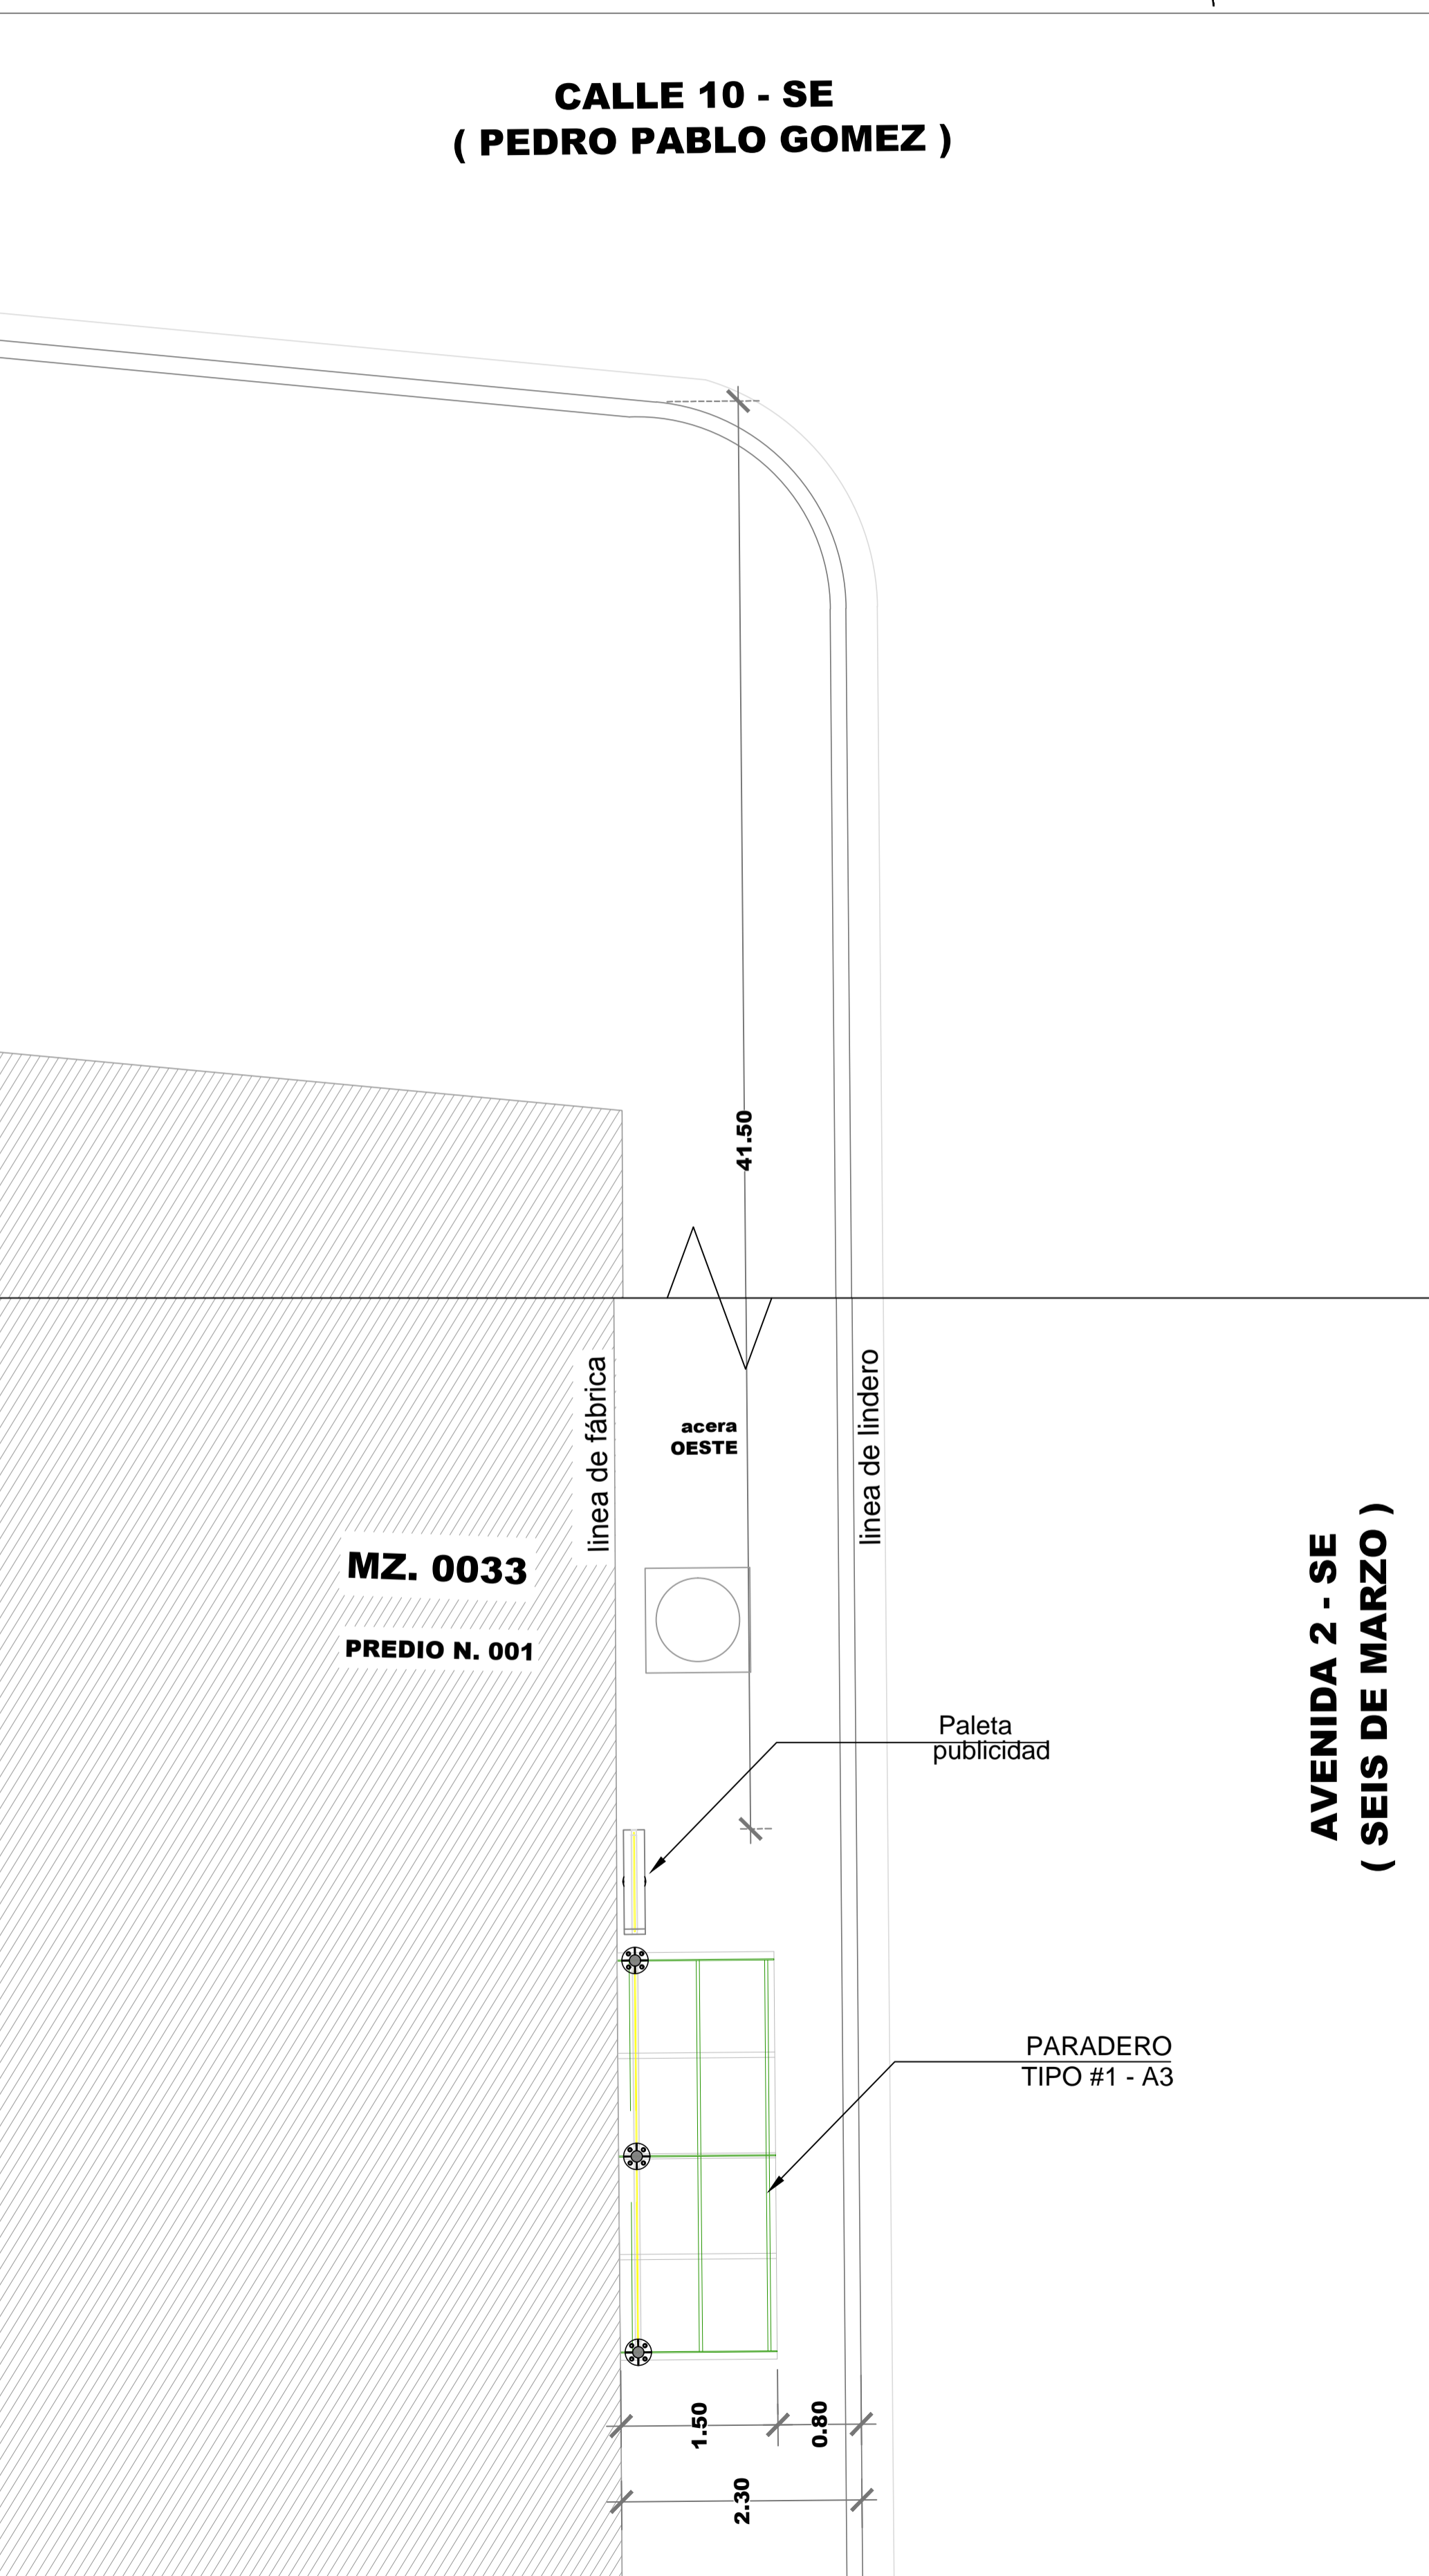 CALLE 10 - SE
( PEDRO PABLO GOMEZ )
41.50
linea de fábrica
linea de lindero
acera
OESTE
MZ. 0033
PREDIO N. 001
AVENIDA 2 - SE
( SEIS DE MARZO )
Paleta
publicidad
PARADERO
TIPO #1 - A3
1.50
0.80
2.30